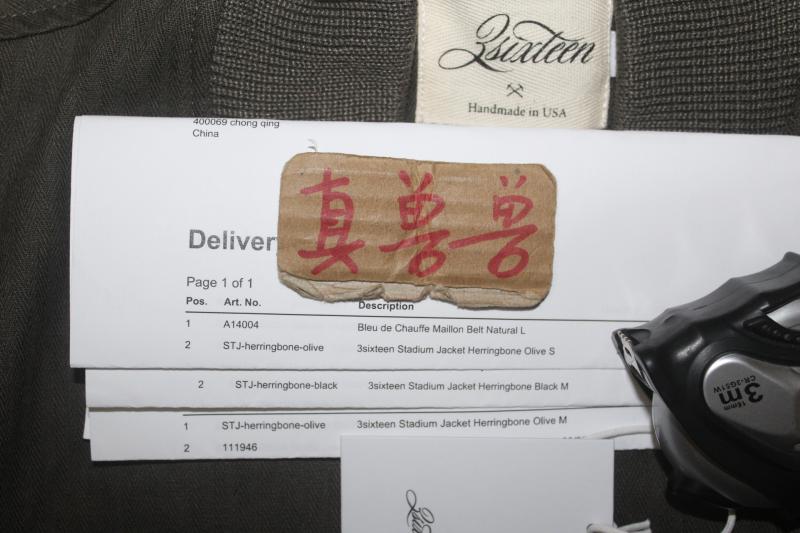 3sixteen
Handmade in USA
400069 chong qing
China
真兽兽
Deliver
Page 1 of 1
Pos. Art. No. Description
1 A14004 Bleu de Chauffe Maillon Belt Natural L
2 STJ-herringbone-olive 3sixteen Stadium Jacket Herringbone Olive S
2 STJ-herringbone-black 3sixteen Stadium Jacket Herringbone Black M
1 STJ-herringbone-olive 3sixteen Stadium Jacket Herringbone Olive M
2 111946
3m
16mm
CR-3G51W